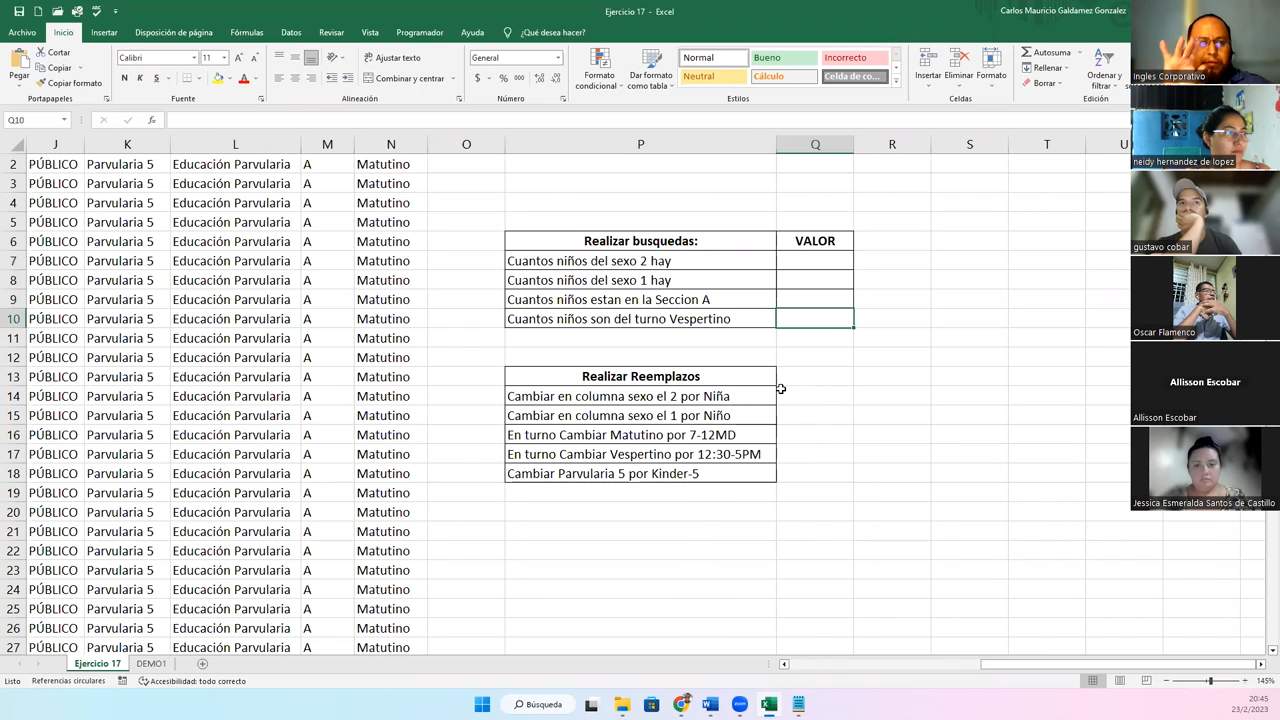 Ejercicio 17 - Excel
Carlos Mauricio Galdamez Gonzalez
Archivo Inicio Insertar Disposición de página Fórmulas Datos Revisar Vista Programador Ayuda ¿Qué desea hacer?
Pegar
Cortar
Copiar
Copiar formato
Portapapeles
Calibri 11
N K S
Fuente
Ajustar texto
Combinar y centrar
Alineación
General
$ % 000
Número
Formato condicional
Dar formato como tabla
Normal Bueno Incorrecto
Neutral Cálculo Celda de co...
Estilos
Insertar Eliminar Formato
Celdas
Autosuma
Rellenar
Borrar
Ordenar y filtrar
Edición
Q10
fx
J K L M N O P Q R S T U
2 PÚBLICO Parvularia 5 Educación Parvularia A Matutino
3 PÚBLICO Parvularia 5 Educación Parvularia A Matutino
4 PÚBLICO Parvularia 5 Educación Parvularia A Matutino
5 PÚBLICO Parvularia 5 Educación Parvularia A Matutino
6 PÚBLICO Parvularia 5 Educación Parvularia A Matutino Realizar busquedas: VALOR
7 PÚBLICO Parvularia 5 Educación Parvularia A Matutino Cuantos niños del sexo 2 hay
8 PÚBLICO Parvularia 5 Educación Parvularia A Matutino Cuantos niños del sexo 1 hay
9 PÚBLICO Parvularia 5 Educación Parvularia A Matutino Cuantos niños estan en la Seccion A
10 PÚBLICO Parvularia 5 Educación Parvularia A Matutino Cuantos niños son del turno Vespertino
11 PÚBLICO Parvularia 5 Educación Parvularia A Matutino
12 PÚBLICO Parvularia 5 Educación Parvularia A Matutino
13 PÚBLICO Parvularia 5 Educación Parvularia A Matutino Realizar Reemplazos
14 PÚBLICO Parvularia 5 Educación Parvularia A Matutino Cambiar en columna sexo el 2 por Niña
15 PÚBLICO Parvularia 5 Educación Parvularia A Matutino Cambiar en columna sexo el 1 por Niño
16 PÚBLICO Parvularia 5 Educación Parvularia A Matutino En turno Cambiar Matutino por 7-12MD
17 PÚBLICO Parvularia 5 Educación Parvularia A Matutino En turno Cambiar Vespertino por 12:30-5PM
18 PÚBLICO Parvularia 5 Educación Parvularia A Matutino Cambiar Parvularia 5 por Kinder-5
19 PÚBLICO Parvularia 5 Educación Parvularia A Matutino
20 PÚBLICO Parvularia 5 Educación Parvularia A Matutino
21 PÚBLICO Parvularia 5 Educación Parvularia A Matutino
22 PÚBLICO Parvularia 5 Educación Parvularia A Matutino
23 PÚBLICO Parvularia 5 Educación Parvularia A Matutino
24 PÚBLICO Parvularia 5 Educación Parvularia A Matutino
25 PÚBLICO Parvularia 5 Educación Parvularia A Matutino
26 PÚBLICO Parvularia 5 Educación Parvularia A Matutino
27 PÚBLICO Parvularia 5 Educación Parvularia A Matutino
Ejercicio 17 DEMO1
Listo Referencias circulares Accesibilidad: todo correcto
145%
Búsqueda
20:45
23/2/2023
Ingles Corporativo
neidy hernandez de lopez
gustavo cobar
Oscar Flamenco
Allisson Escobar
Allisson Escobar
Jessica Esmeralda Santos de Castillo